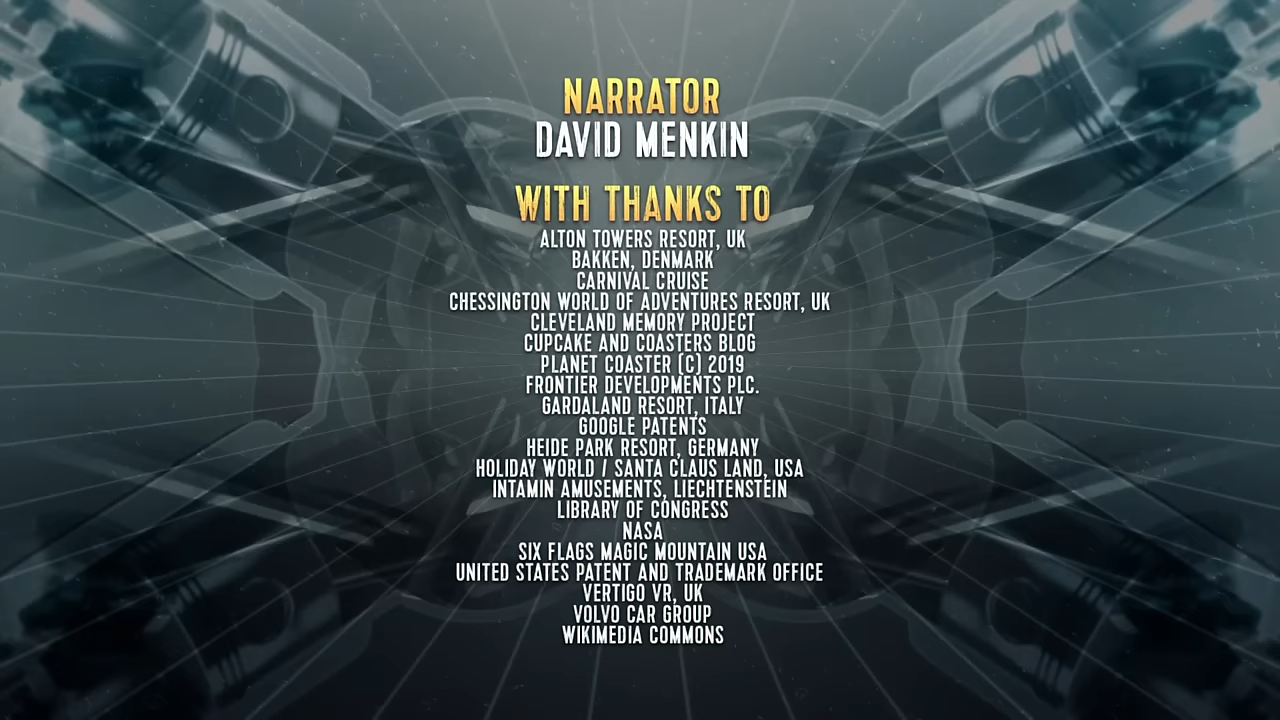 NARRATOR
DAVID MENKIN
WITH THANKS TO
ALTON TOWERS RESORT, UK
BAKKEN, DENMARK
CARNIVAL CRUISE
CHESSINGTON WORLD OF ADVENTURES RESORT, UK
CLEVELAND MEMORY PROJECT
CUPCAKE AND COASTERS BLOG
PLANET COASTER (C) 2019
FRONTIER DEVELOPMENTS PLC.
GARDALAND RESORT, ITALY
GOOGLE PATENTS
HEIDE PARK RESORT, GERMANY
HOLIDAY WORLD / SANTA CLAUS LAND, USA
INTAMIN AMUSEMENTS, LIECHTENSTEIN
LIBRARY OF CONGRESS
NASA
SIX FLAGS MAGIC MOUNTAIN USA
UNITED STATES PATENT AND TRADEMARK OFFICE
VERTIGO VR, UK
VOLVO CAR GROUP
WIKIMEDIA COMMONS